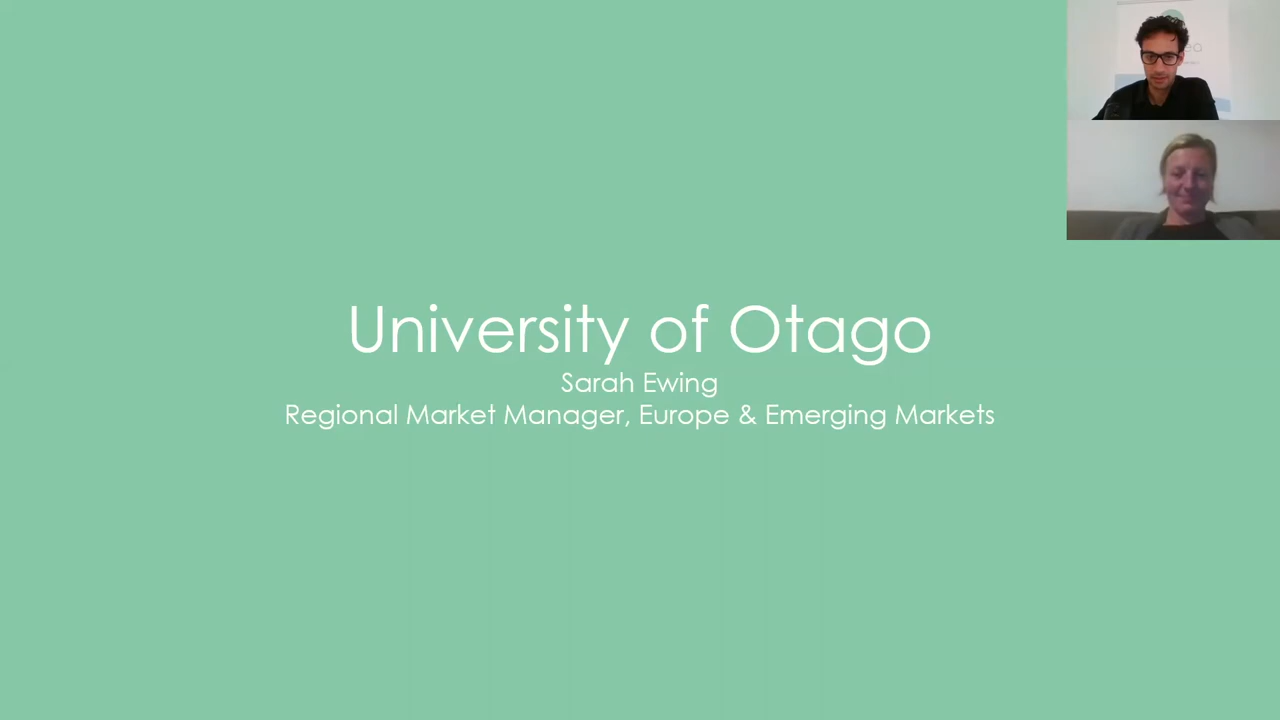 University of Otago
Sarah Ewing
Regional Market Manager, Europe & Emerging Markets